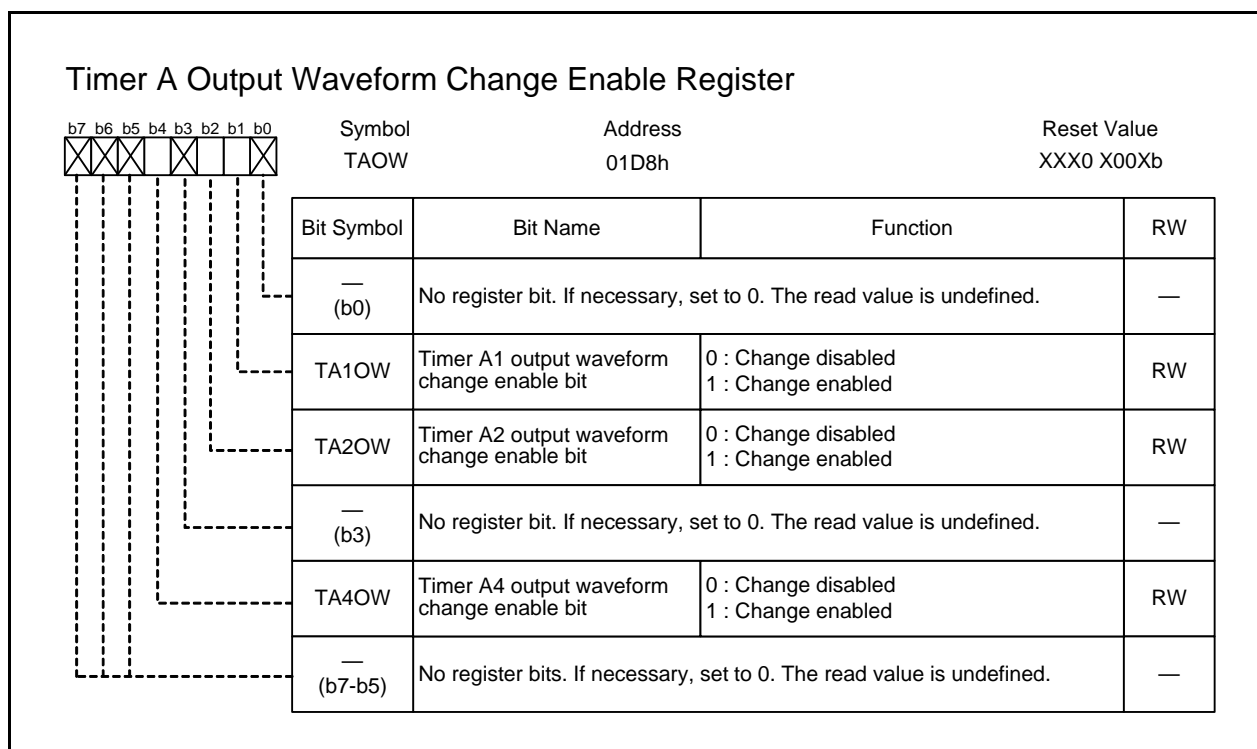 Timer A Output Waveform Change Enable Register
b7 b6 b5 b4 b3 b2 b1 b0
Symbol Address Reset Value
TAOW 01D8h XXX0 X00Xb
Bit Symbol Bit Name Function RW
—
(b0)
No register bit. If necessary, set to 0. The read value is undefined. —
TA1OW
Timer A1 output waveform
change enable bit
0 : Change disabled
1 : Change enabled
RW
TA2OW
Timer A2 output waveform
change enable bit
0 : Change disabled
1 : Change enabled
RW
—
(b3)
No register bit. If necessary, set to 0. The read value is undefined. —
TA4OW
Timer A4 output waveform
change enable bit
0 : Change disabled
1 : Change enabled
RW
—
(b7-b5)
No register bits. If necessary, set to 0. The read value is undefined. —